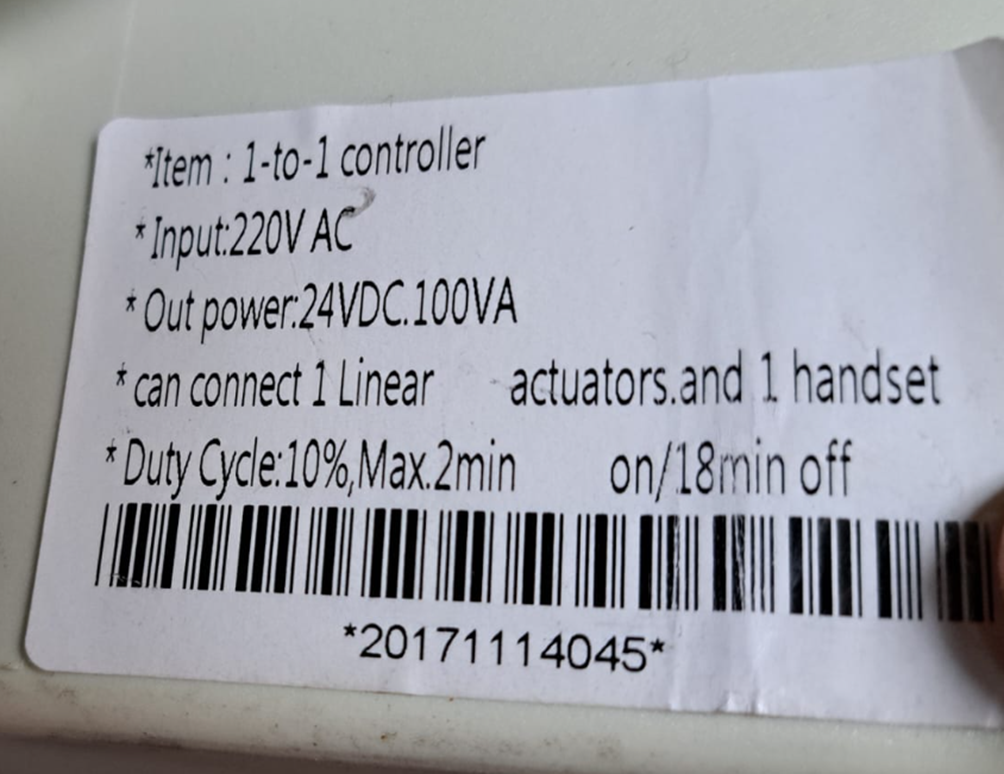 *Item : 1-to-1 controller
* Input:220V AC
* Out power:24VDC.100VA
* can connect 1 Linear actuators.and 1 handset
* Duty Cycle:10%,Max.2min on/18min off
*20171114045*